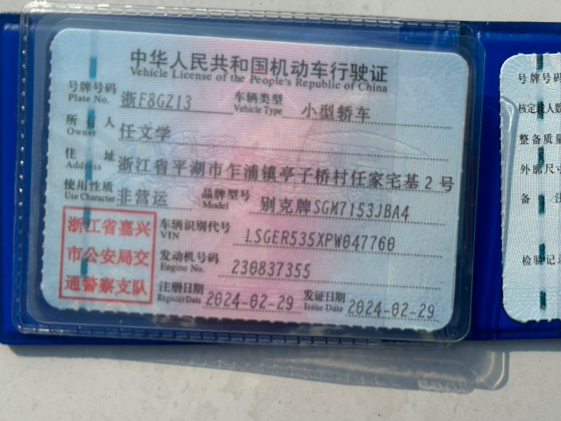 中华人民共和国机动车行驶证
Vehicle License of the People's Republic of China
号牌号码 浙F8GZ13 车辆类型 小型轿车
Plate No. Vehicle Type
所有人 任文学
Owner
住址 浙江省平湖市乍浦镇亭子桥村任家宅基2号
Address
使用性质 非营运 品牌型号 别克牌SGM7153JBA4
Use Character Model
浙江省嘉兴
市公安局交
通警察支队
车辆识别代号 LSGER535XPW047760
VIN
发动机号码 230837355
Engine No.
注册日期 2024-02-29 发证日期 2024-02-29
Register Date Issue Date
号牌号码
核定载人数
整备质量
外廓尺寸
备注
检验记录